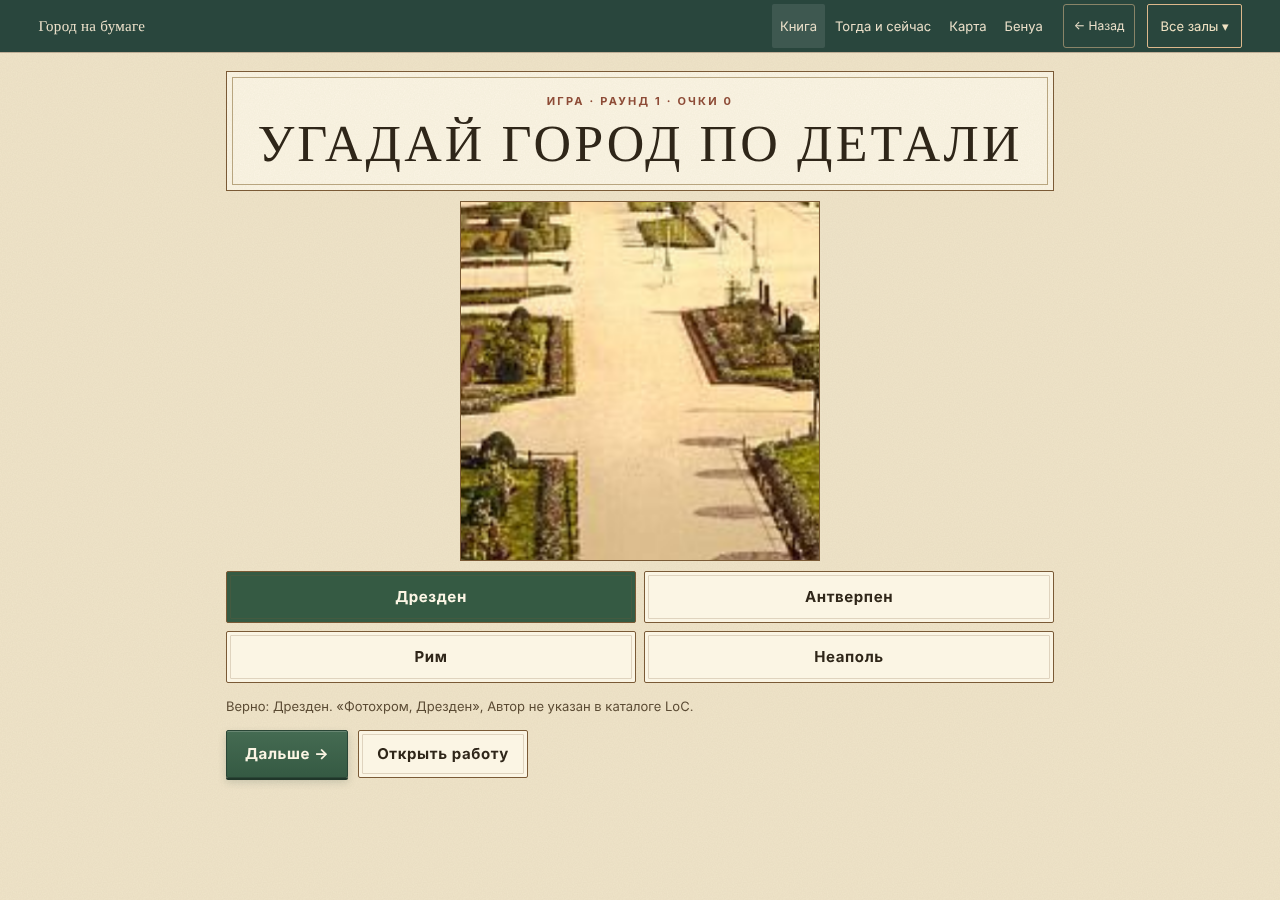 Город на бумаге
Книга Тогда и сейчас Карта Бенуа ← Назад Все залы ▾
ИГРА · РАУНД 1 · ОЧКИ 0
УГАДАЙ ГОРОД ПО ДЕТАЛИ
Дрезден
Антверпен
Рим
Неаполь
Верно: Дрезден. «Фотохром, Дрезден», Автор не указан в каталоге LoC.
Дальше →
Открыть работу